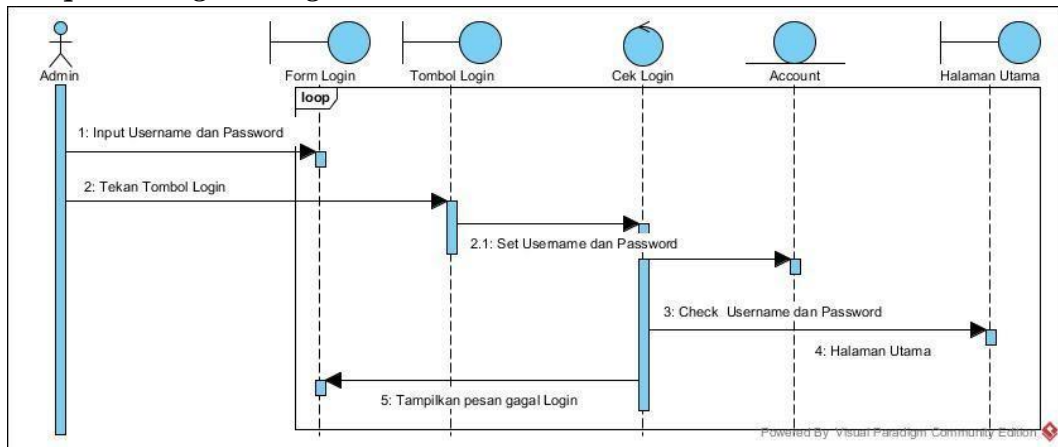 Admin
Form Login
Tombol Login
Cek Login
Account
Halaman Utama
loop
1: Input Username dan Password
2: Tekan Tombol Login
2.1: Set Username dan Password
3: Check Username dan Password
4: Halaman Utama
5: Tampilkan pesan gagal Login
Powered By Visual Paradigm Community Edition